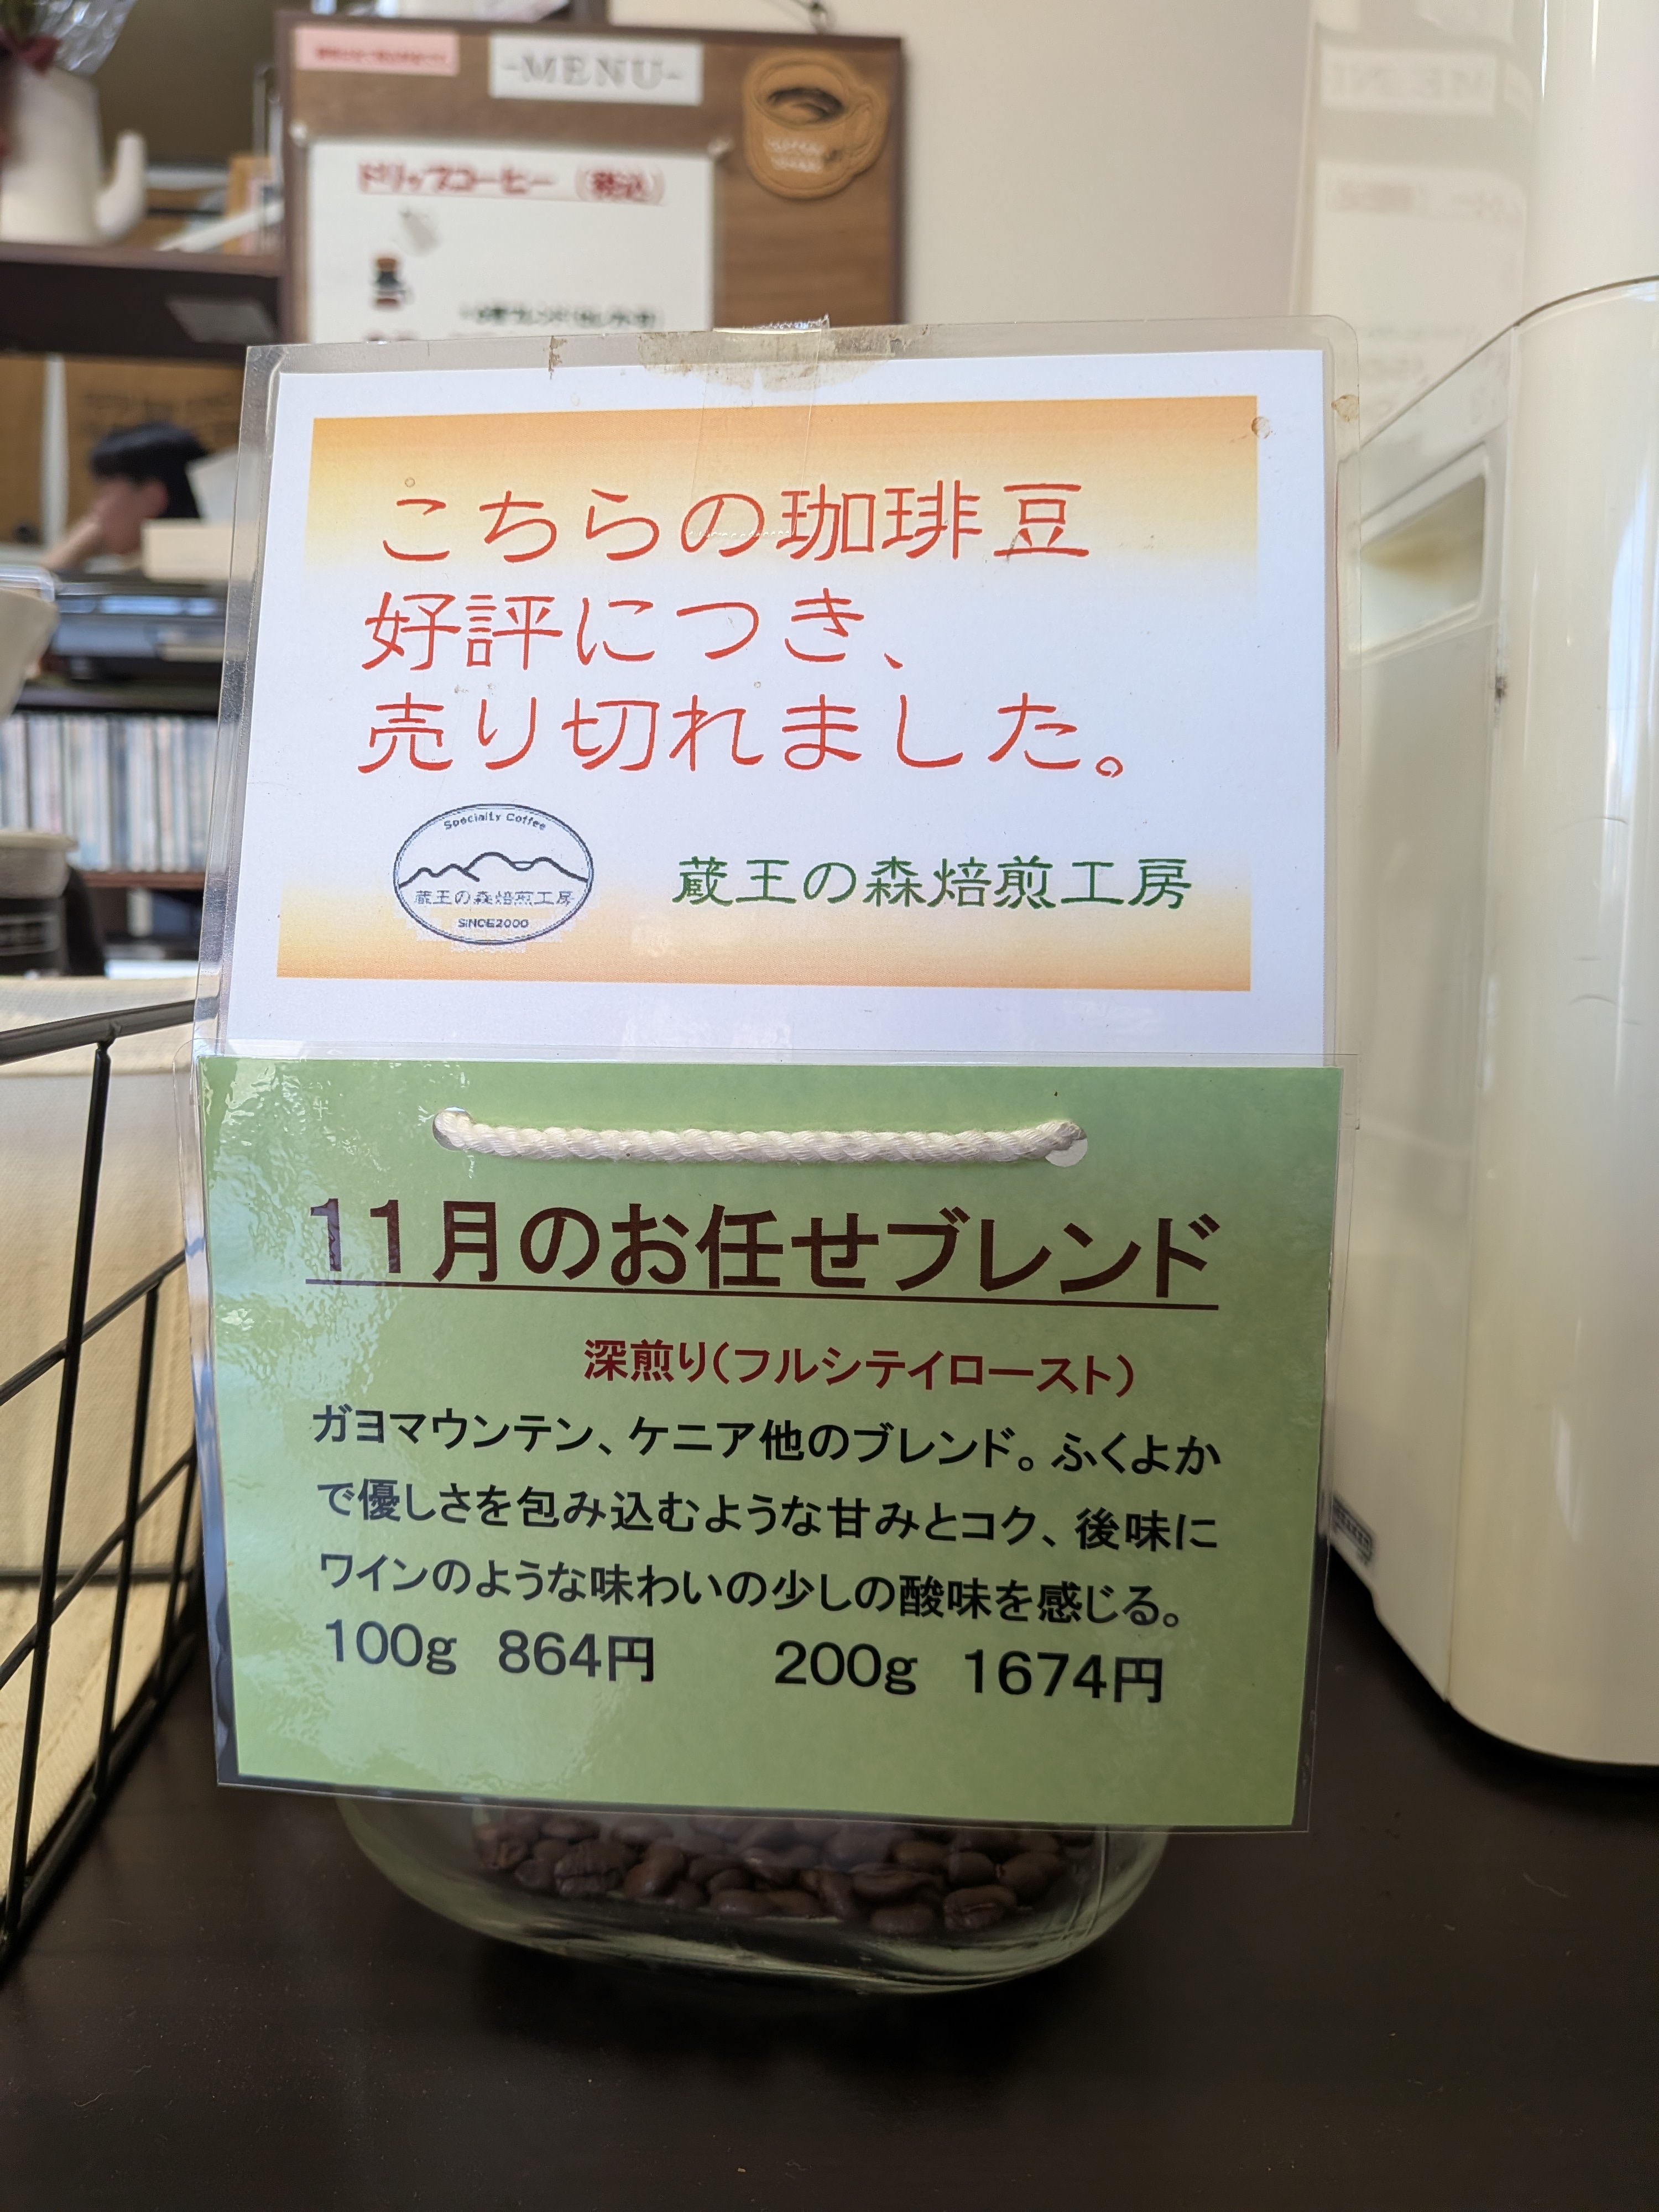 -MENU-
ドリップコーヒー（税込）
こちらの珈琲豆
好評につき、
売り切れました。
Specialty Coffee
蔵王の森焙煎工房
SINCE2000
蔵王の森焙煎工房
11月のお任せブレンド
深煎り（フルシテイロースト）
ガヨマウンテン、ケニア他のブレンド。ふくよか
で優しさを包み込むような甘みとコク、後味に
ワインのような味わいの少しの酸味を感じる。
100g 864円 200g 1674円